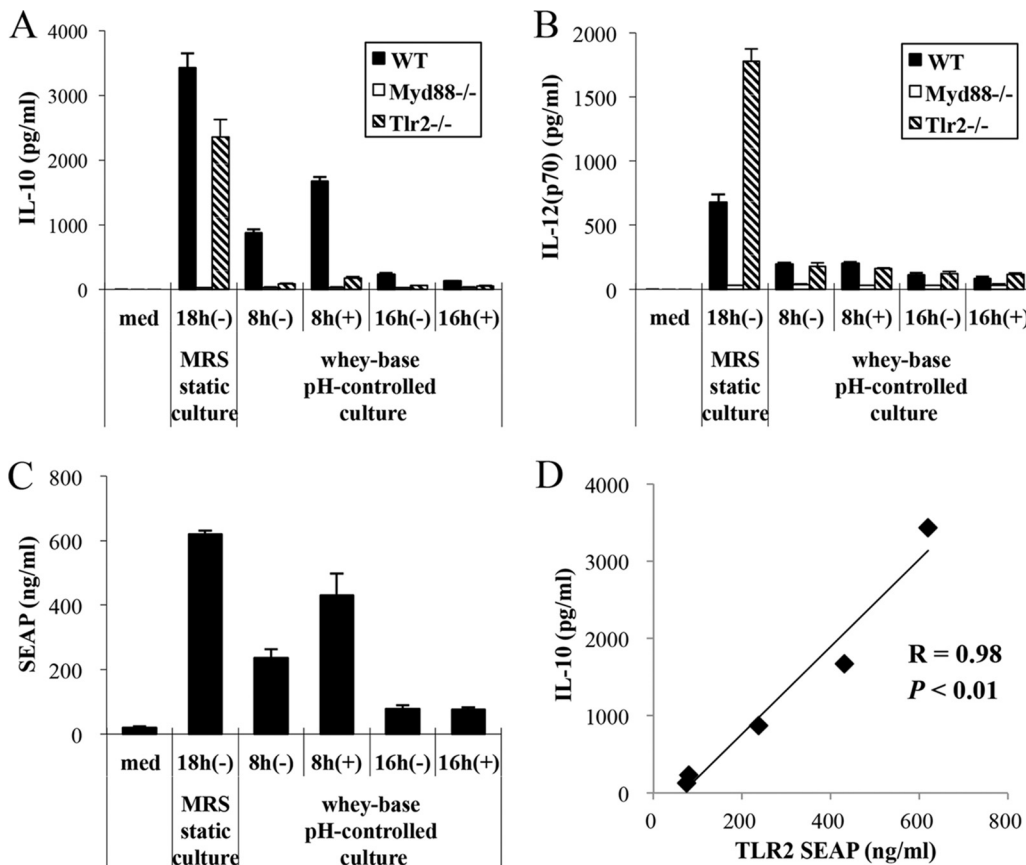 A
IL-10 (pg/ml)
4000
3000
2000
1000
0
WT
Myd88-/-
Tlr2-/-
med
18h(-)
8h(-)
8h(+)
16h(-)
16h(+)
MRS
static
culture
whey-base
pH-controlled
culture
B
IL-12(p70) (pg/ml)
2000
1500
1000
500
0
WT
Myd88-/-
Tlr2-/-
med
18h(-)
8h(-)
8h(+)
16h(-)
16h(+)
MRS
static
culture
whey-base
pH-controlled
culture
C
SEAP (ng/ml)
800
600
400
200
0
med
18h(-)
8h(-)
8h(+)
16h(-)
16h(+)
MRS
static
culture
whey-base
pH-controlled
culture
D
IL-10 (pg/ml)
4000
3000
2000
1000
0
R = 0.98
P < 0.01
0
200
400
600
800
TLR2 SEAP (ng/ml)